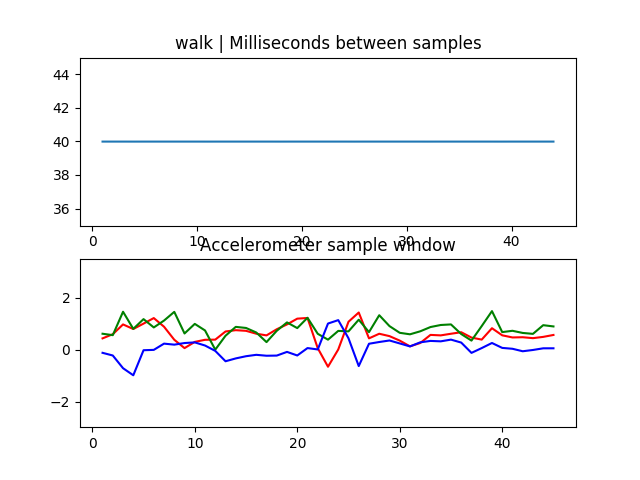 walk | Milliseconds between samples
44
42
40
38
36
0 10 20 30 40
Accelerometer sample window
2
0
−2
0 10 20 30 40